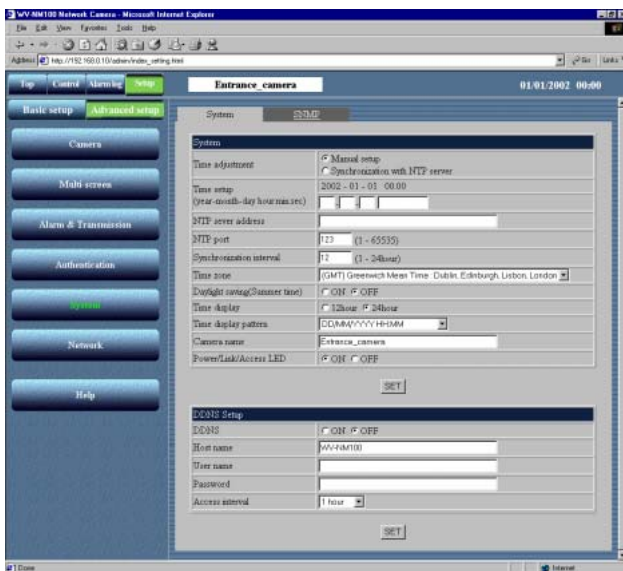 WV-NM100 Network Camera - Microsoft Internet Explorer
File Edit View Favorites Tools Help
Address http://192.168.0.10/admin/index_setting.html Go Links
Top Control Alarm log Setup Entrance_camera 01/01/2002 00:00
Basic setup Advanced setup
System SNMP
Camera
Multi-screen
Alarm & Transmission
Authentication
System
Network
Help
System
Time adjustment Manual setup
Synchronization with NTP server
Time setup
(year-month-day hour:min:sec) 2002 - 01 - 01 00:00
NTP sever address
NTP port 123 (1 - 65535)
Synchronization interval 12 (1 - 24hour)
Time zone (GMT) Greenwich Mean Time : Dublin, Edinburgh, Lisbon, London
Daylight saving(Summer time) ON OFF
Time display 12hour 24hour
Time display pattern DD/MM/YYYY HH:MM
Camera name Entrance_camera
Power/Link/Access LED ON OFF
SET
DDNS Setup
DDNS ON OFF
Host name WV-NM100
User name
Password
Access interval 1 hour
SET
Done Internet